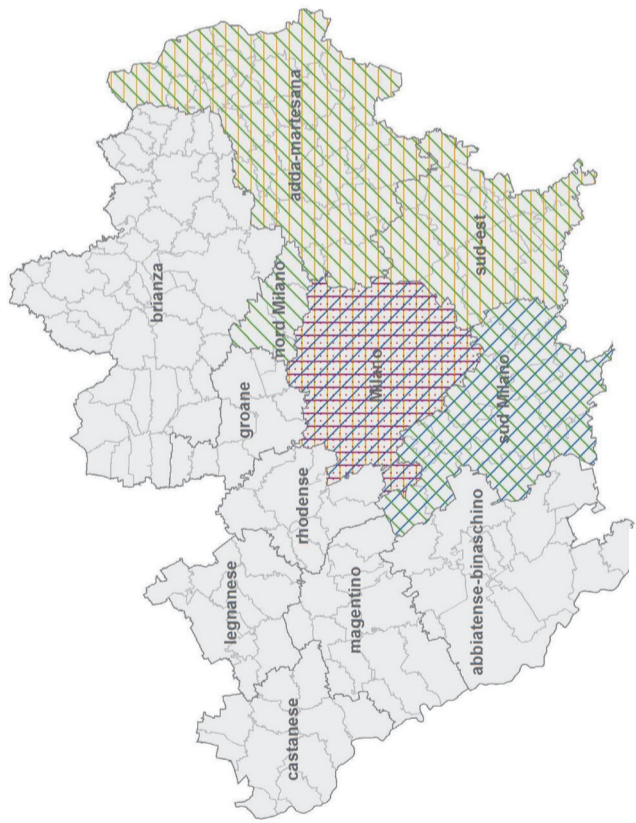 castanese
legnanese
magentino
rhodense
abbiatense-binaschino
groane
brianza
nord Milano
Milano
sud Milano
adda-martesana
sud-est